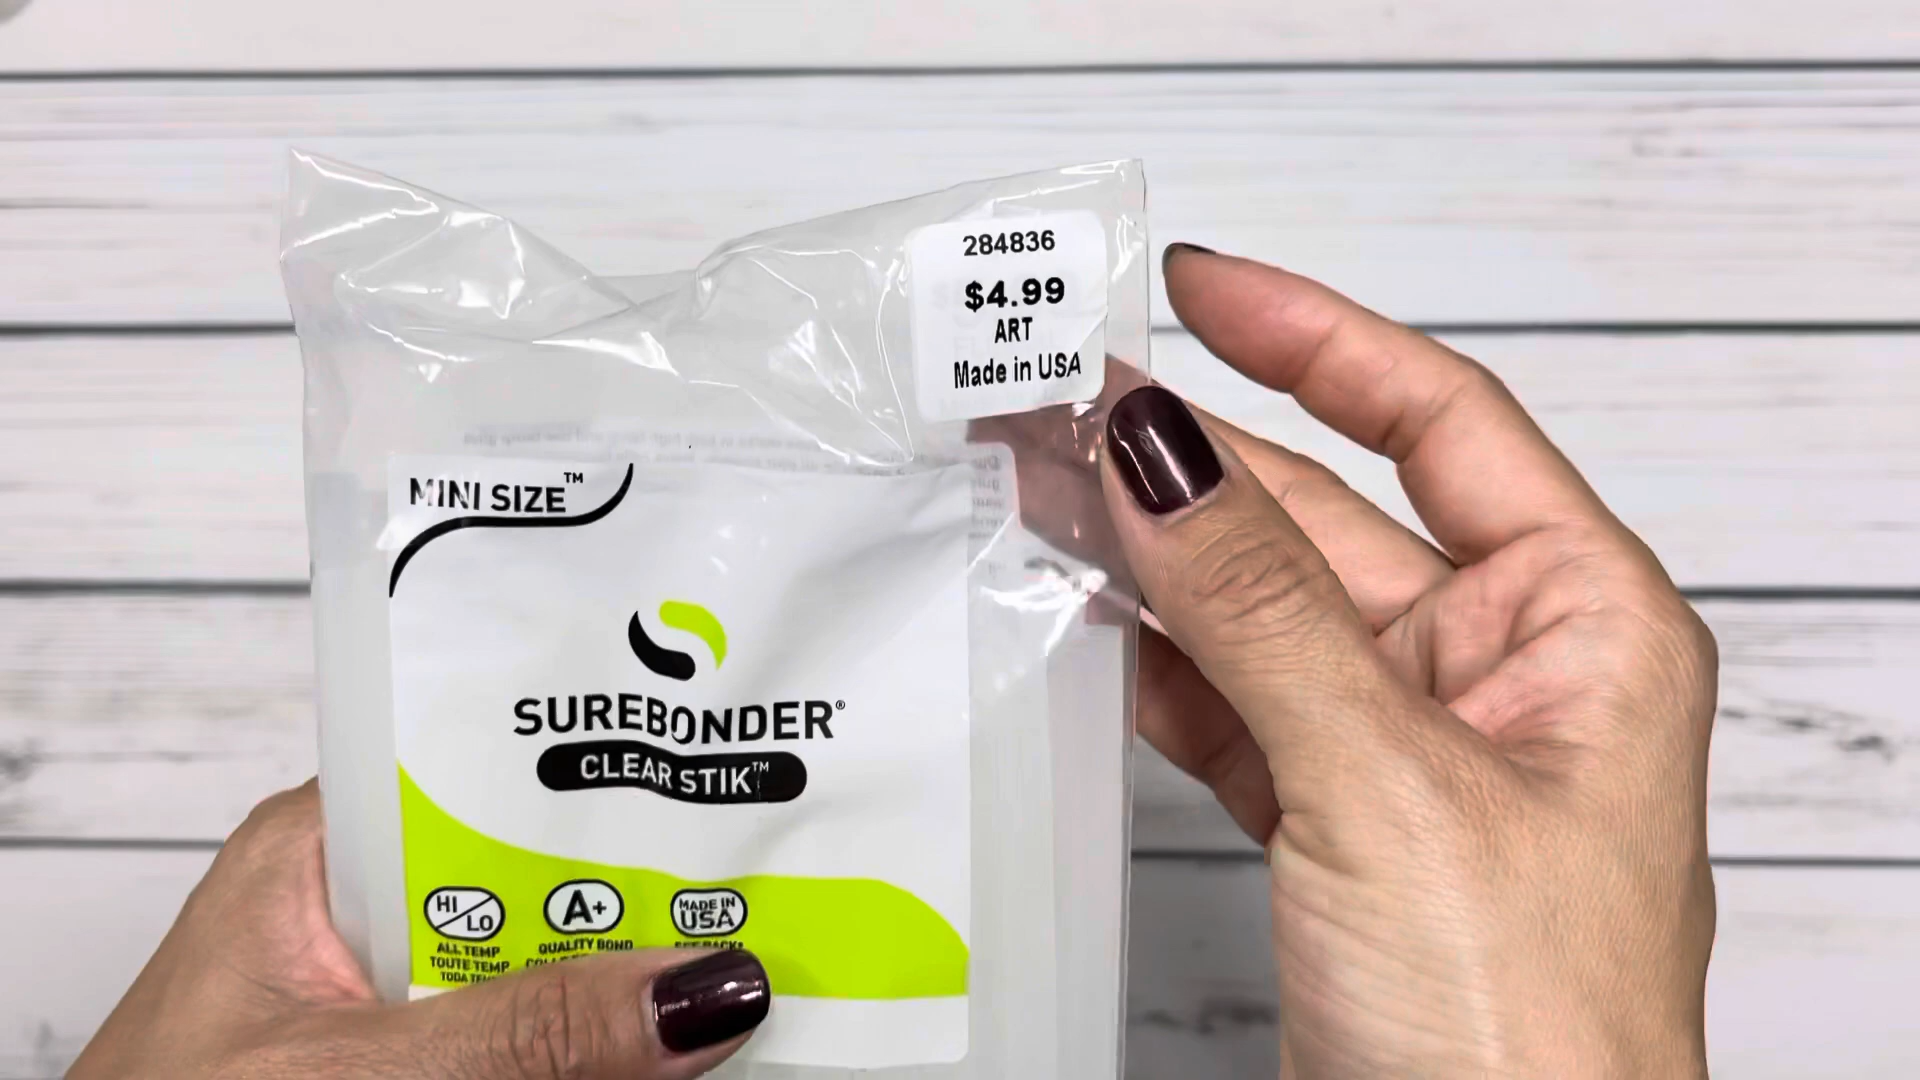 284836
$4.99
ART
Made in USA
MINI SIZE™
SUREBONDER®
CLEAR STIK™
HI
LO
ALL TEMP
TOUTE TEMP
TODA
A+
QUALITY BOND
MADE IN
USA